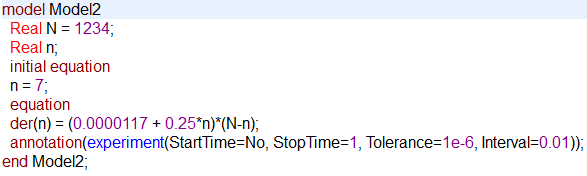 model Model2
Real N = 1234;
Real n;
initial equation
n = 7;
equation
der(n) = (0.0000117 + 0.25*n)*(N-n);
annotation(experiment(StartTime=No, StopTime=1, Tolerance=1e-6, Interval=0.01));
end Model2;